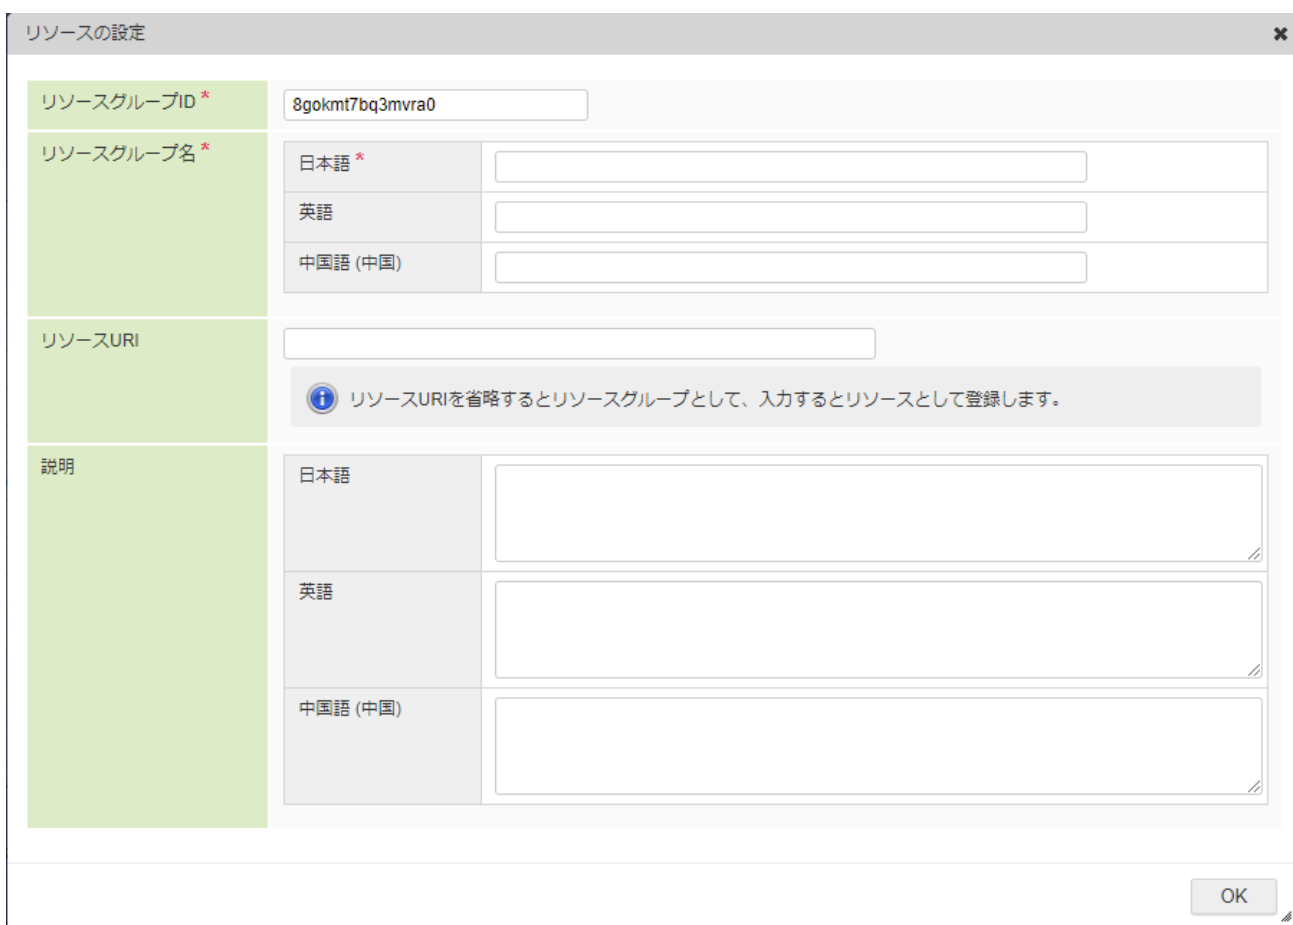 リソースの設定
リソースグループID *
8gokmt7bq3mvra0
リソースグループ名 *
日本語 *
英語
中国語 (中国)
リソースURI
リソースURIを省略するとリソースグループとして、入力するとリソースとして登録します。
説明
日本語
英語
中国語 (中国)
OK